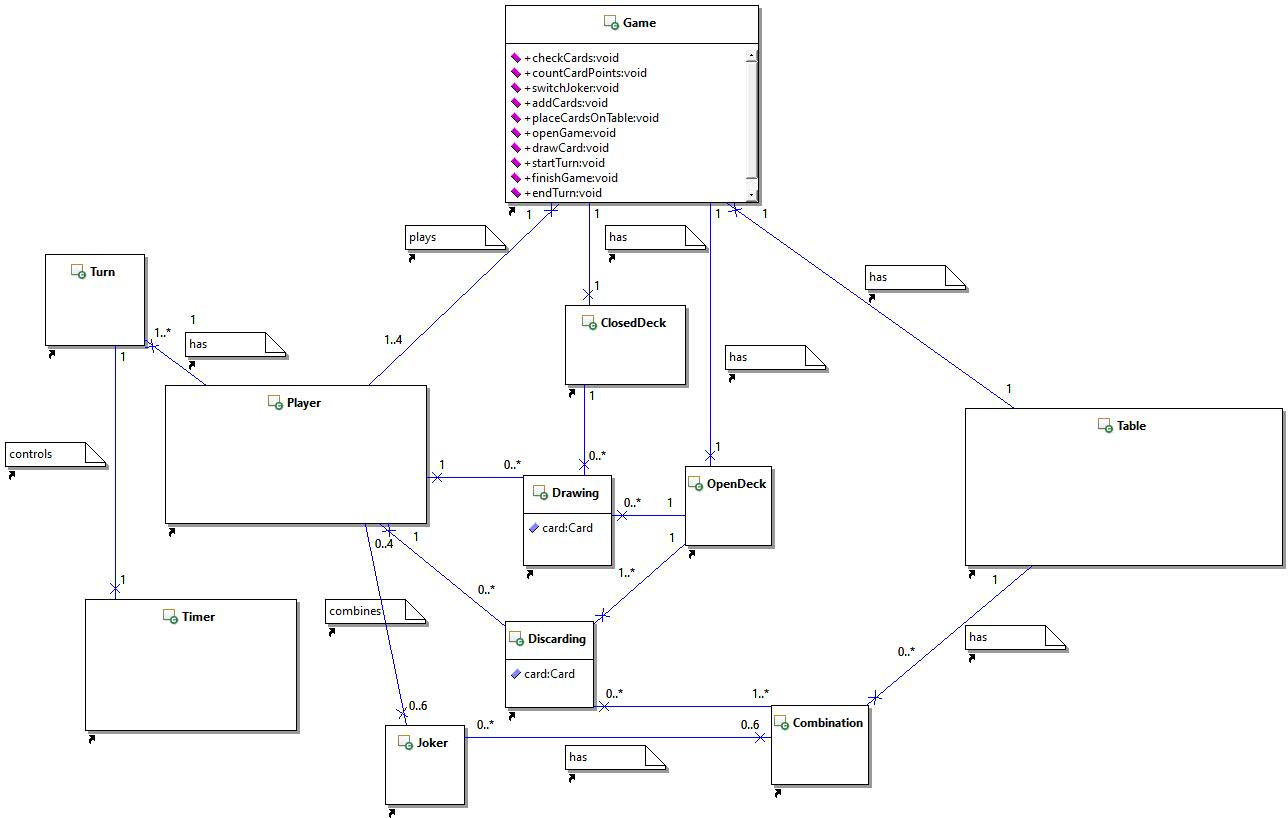 Game
+checkCards:void
+countCardPoints:void
+switchJoker:void
+addCards:void
+placeCardsOnTable:void
+openGame:void
+drawCard:void
+startTurn:void
+finishGame:void
+endTurn:void
1
1
1
1
plays
has
Turn
has
1
ClosedDeck
1
1..*
has
1..4
has
1
1
Player
1
1
Table
controls
1
0..*
0..*
1
Drawing
card:Card
OpenDeck
0..*
1
0..4
1
1
1..*
1
0..*
1
Timer
combines
Discarding
card:Card
has
0..*
0..6
0..*
1..*
Joker
0..*
0..6
Combination
has